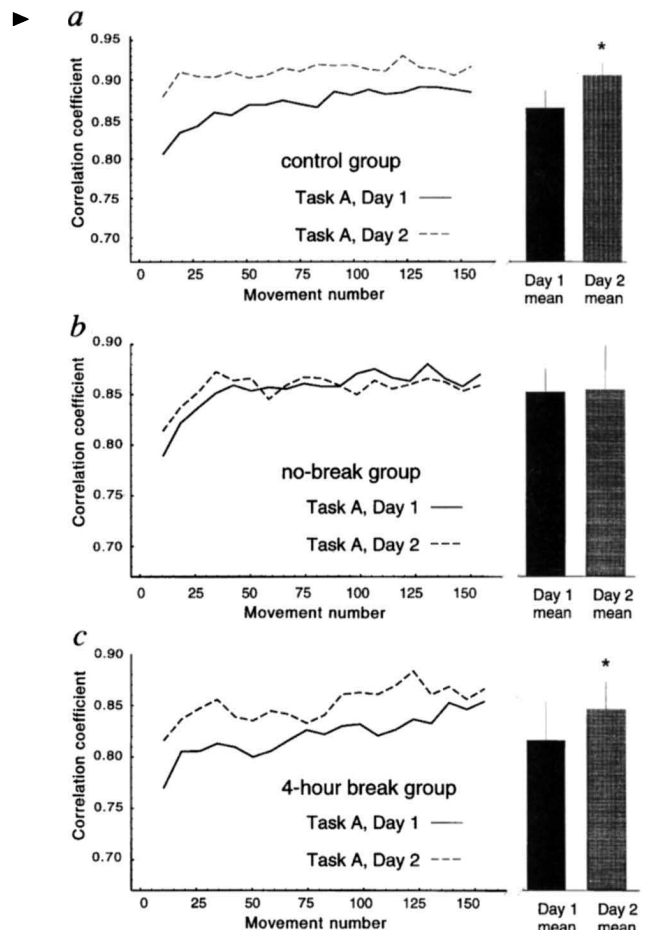 a
0.95
0.90
0.85
0.80
0.75
0.70
Correlation coefficient
control group
Task A, Day 1
Task A, Day 2
0 25 50 75 100 125 150
Movement number
*
Day 1 mean
Day 2 mean
b
0.90
0.85
0.80
0.75
0.70
Correlation coefficient
no-break group
Task A, Day 1
Task A, Day 2
0 25 50 75 100 125 150
Movement number
Day 1 mean
Day 2 mean
c
0.90
0.85
0.80
0.75
0.70
Correlation coefficient
4-hour break group
Task A, Day 1
Task A, Day 2
0 25 50 75 100 125 150
Movement number
*
Day 1 mean
Day 2 mean